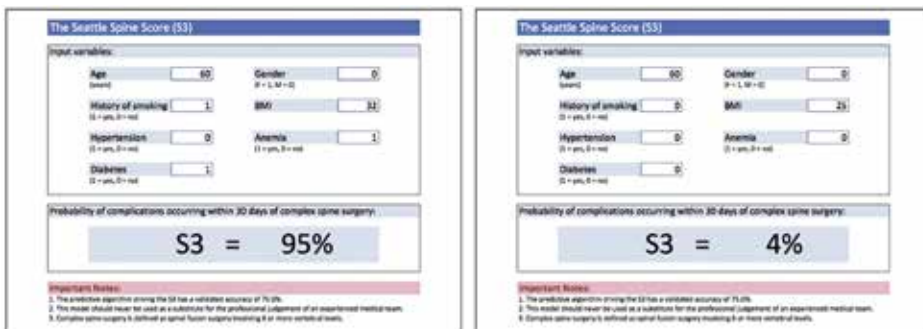 The Seattle Spine Score (S3)
Input variables:
Age 60 Gender 0
(years) (F = 1, M = 0)
History of smoking 1 BMI 32
(1 = yes, 0 = no)
Hypertension 0 Anemia 1
(1 = yes, 0 = no) (1 = yes, 0 = no)
Diabetes 1
(1 = yes, 0 = no)
Probability of complications occurring within 30 days of complex spine surgery:
S3 = 95%
Important Notes:
1. The predictive algorithm driving the S3 has a validated accuracy of
2. This model should never be used as a substitute for the professional judgement of an experienced medical team.
3. Complex spine surgery is defined as spinal fusion surgery involving 6 or more vertebral levels.
The Seattle Spine Score (S3)
Input variables:
Age 60 Gender 0
(years) (F = 1, M = 0)
History of smoking 0 BMI 25
(1 = yes, 0 = no)
Hypertension 0 Anemia 0
(1 = yes, 0 = no) (1 = yes, 0 = no)
Diabetes 0
(1 = yes, 0 = no)
Probability of complications occurring within 30 days of complex spine surgery:
S3 = 4%
Important Notes:
1. The predictive algorithm driving the S3 has a validated accuracy of
2. This model should never be used as a substitute for the professional judgement of an experienced medical team.
3. Complex spine surgery is defined as spinal fusion surgery involving 6 or more vertebral levels.